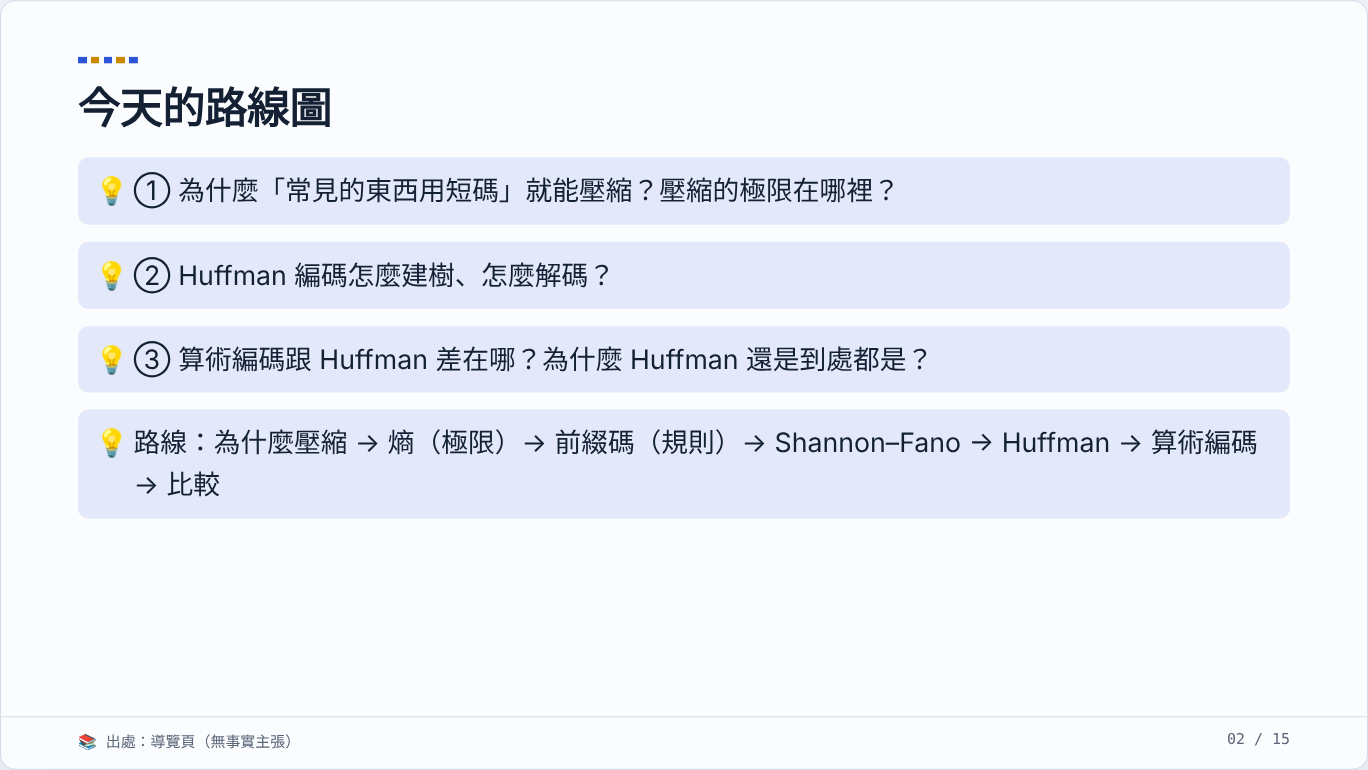 今天的路線圖
💡 ① 為什麼「常見的東西用短碼」就能壓縮？壓縮的極限在哪裡？
💡 ② Huffman 編碼怎麼建樹、怎麼解碼？
💡 ③ 算術編碼跟 Huffman 差在哪？為什麼 Huffman 還是到處都是？
💡 路線：為什麼壓縮 → 熵（極限）→ 前綴碼（規則）→ Shannon–Fano → Huffman → 算術編碼
→ 比較
📚 出處：導覽頁（無事實主張）
02 / 15